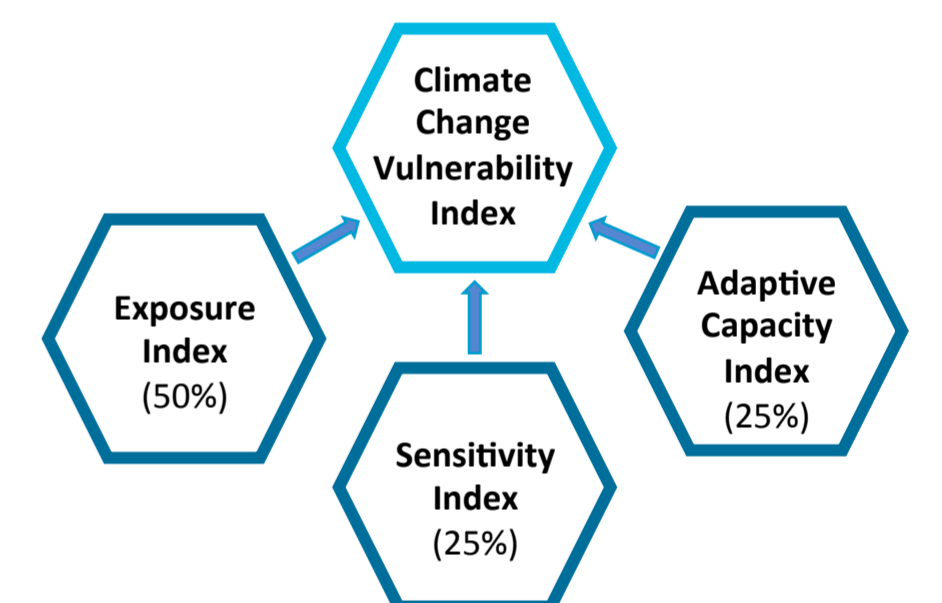 Climate
Change
Vulnerability
Index
Exposure
Index
(50%)
Adaptive
Capacity
Index
(25%)
Sensitivity
Index
(25%)